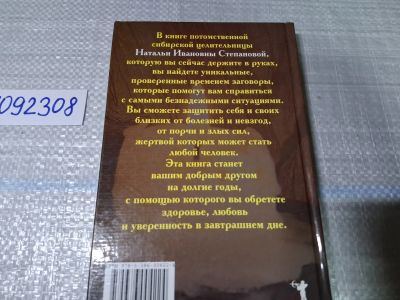 В книге потомственной
сибирской целительницы
Натальи Ивановны Степановой,
которую вы сейчас держите в руках,
вы найдете уникальные,
проверенные временем заговоры,
которые помогут вам справиться
с самыми безнадежными ситуациями.
Вы сможете защитить себя и своих
близких от болезней и невзгод,
от порчи и злых сил,
жертвой которых может стать
любой человек.
Эта книга станет
вашим добрым другом
на долгие годы,
с помощью которого вы обретете
здоровье, любовь
и уверенность в завтрашнем дне.
092308